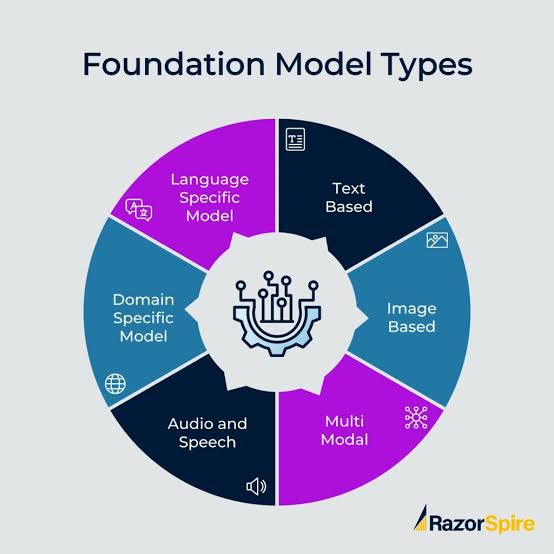 Foundation Model Types
Text
Based
Image
Based
Multi
Modal
Audio and
Speech
Domain
Specific
Model
Language
Specific
Model
RazorSpire